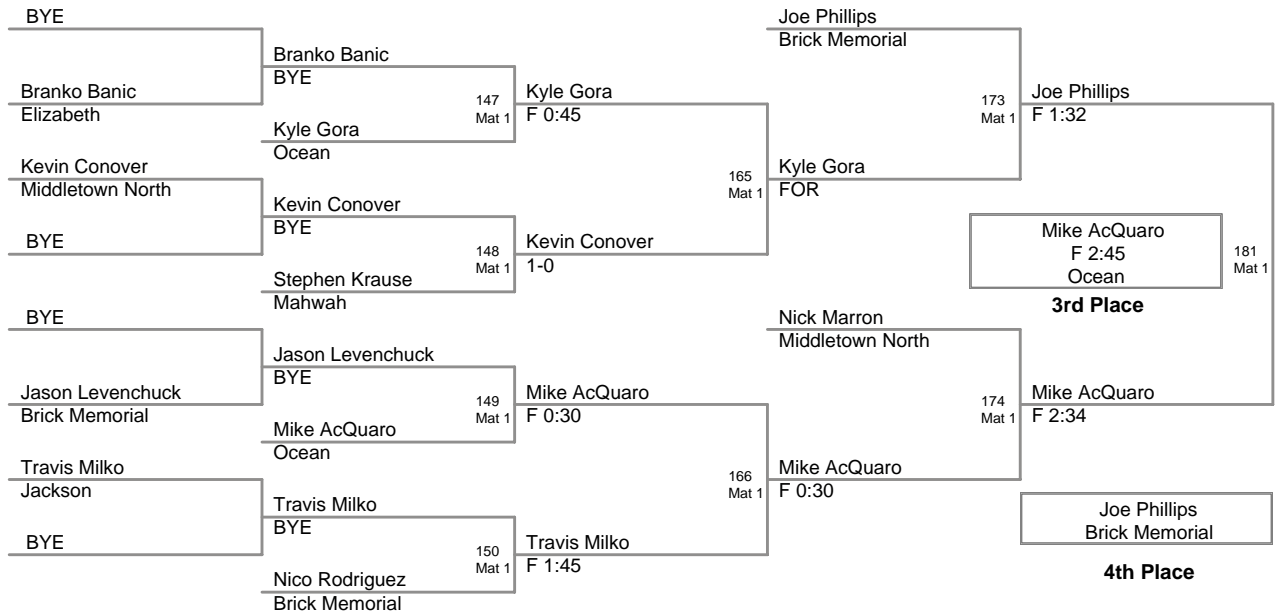 BYE
Branko Banic
Elizabeth
Kevin Conover
Middletown North
BYE
BYE
Jason Levenchuck
Brick Memorial
Travis Milko
Jackson
BYE
Branko Banic
BYE
147
Mat 1
Kyle Gora
Ocean
Kevin Conover
BYE
148
Mat 1
Stephen Krause
Mahwah
Jason Levenchuck
BYE
149
Mat 1
Mike AcQuaro
Ocean
Travis Milko
BYE
150
Mat 1
Nico Rodriguez
Brick Memorial
Kyle Gora
F 0:45
165
Mat 1
Kevin Conover
1-0
Mike AcQuaro
F 0:30
166
Mat 1
Travis Milko
F 1:45
Joe Phillips
Brick Memorial
173
Mat 1
Kyle Gora
FOR
Nick Marron
Middletown North
174
Mat 1
Mike AcQuaro
F 0:30
Joe Phillips
F 1:32
Mike AcQuaro
F 2:45
Ocean
3rd Place
181
Mat 1
Mike AcQuaro
F 2:34
Joe Phillips
Brick Memorial
4th Place